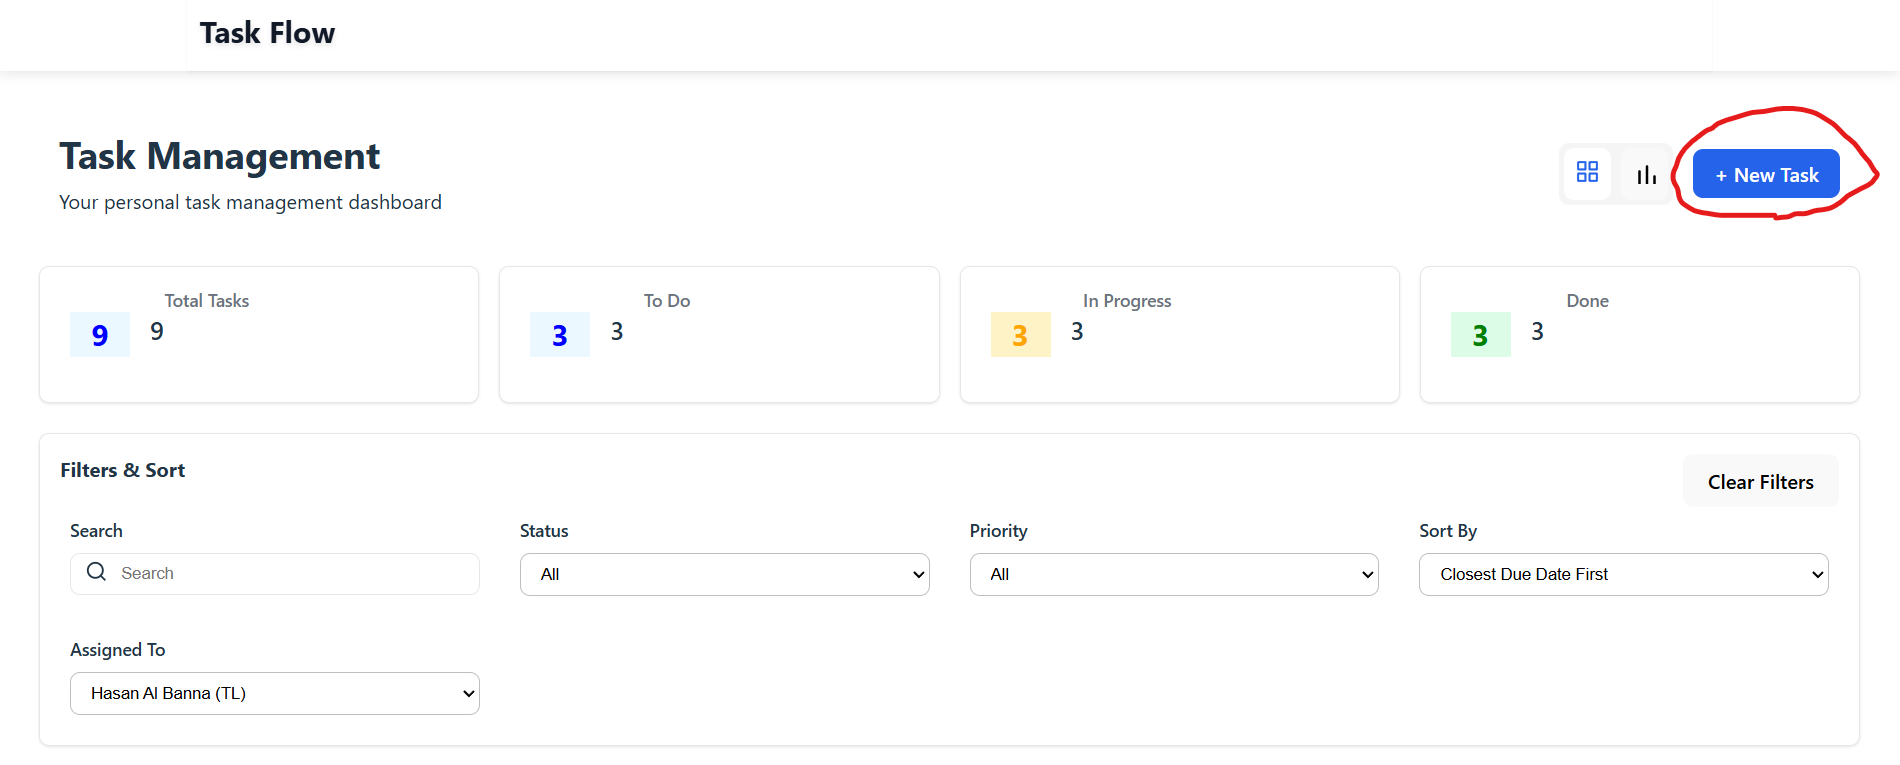 Task Flow
Task Management
Your personal task management dashboard
+ New Task
Total Tasks
9 9
To Do
3 3
In Progress
3 3
Done
3 3
Filters & Sort
Clear Filters
Search
Search
Status
All
Priority
All
Sort By
Closest Due Date First
Assigned To
Hasan Al Banna (TL)